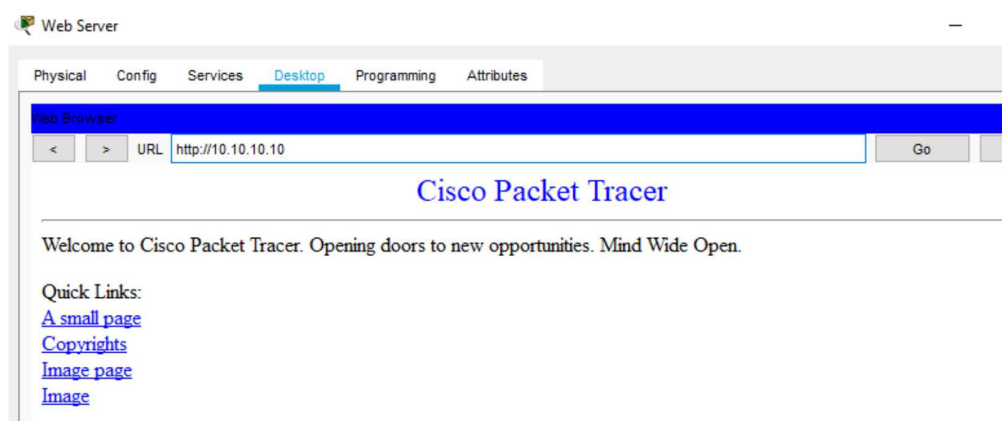 Web Server
Physical Config Services Desktop Programming Attributes
Web Browser
< > URL http://10.10.10.10 Go
Cisco Packet Tracer
Welcome to Cisco Packet Tracer. Opening doors to new opportunities. Mind Wide Open.
Quick Links:
A small page
Copyrights
Image page
Image